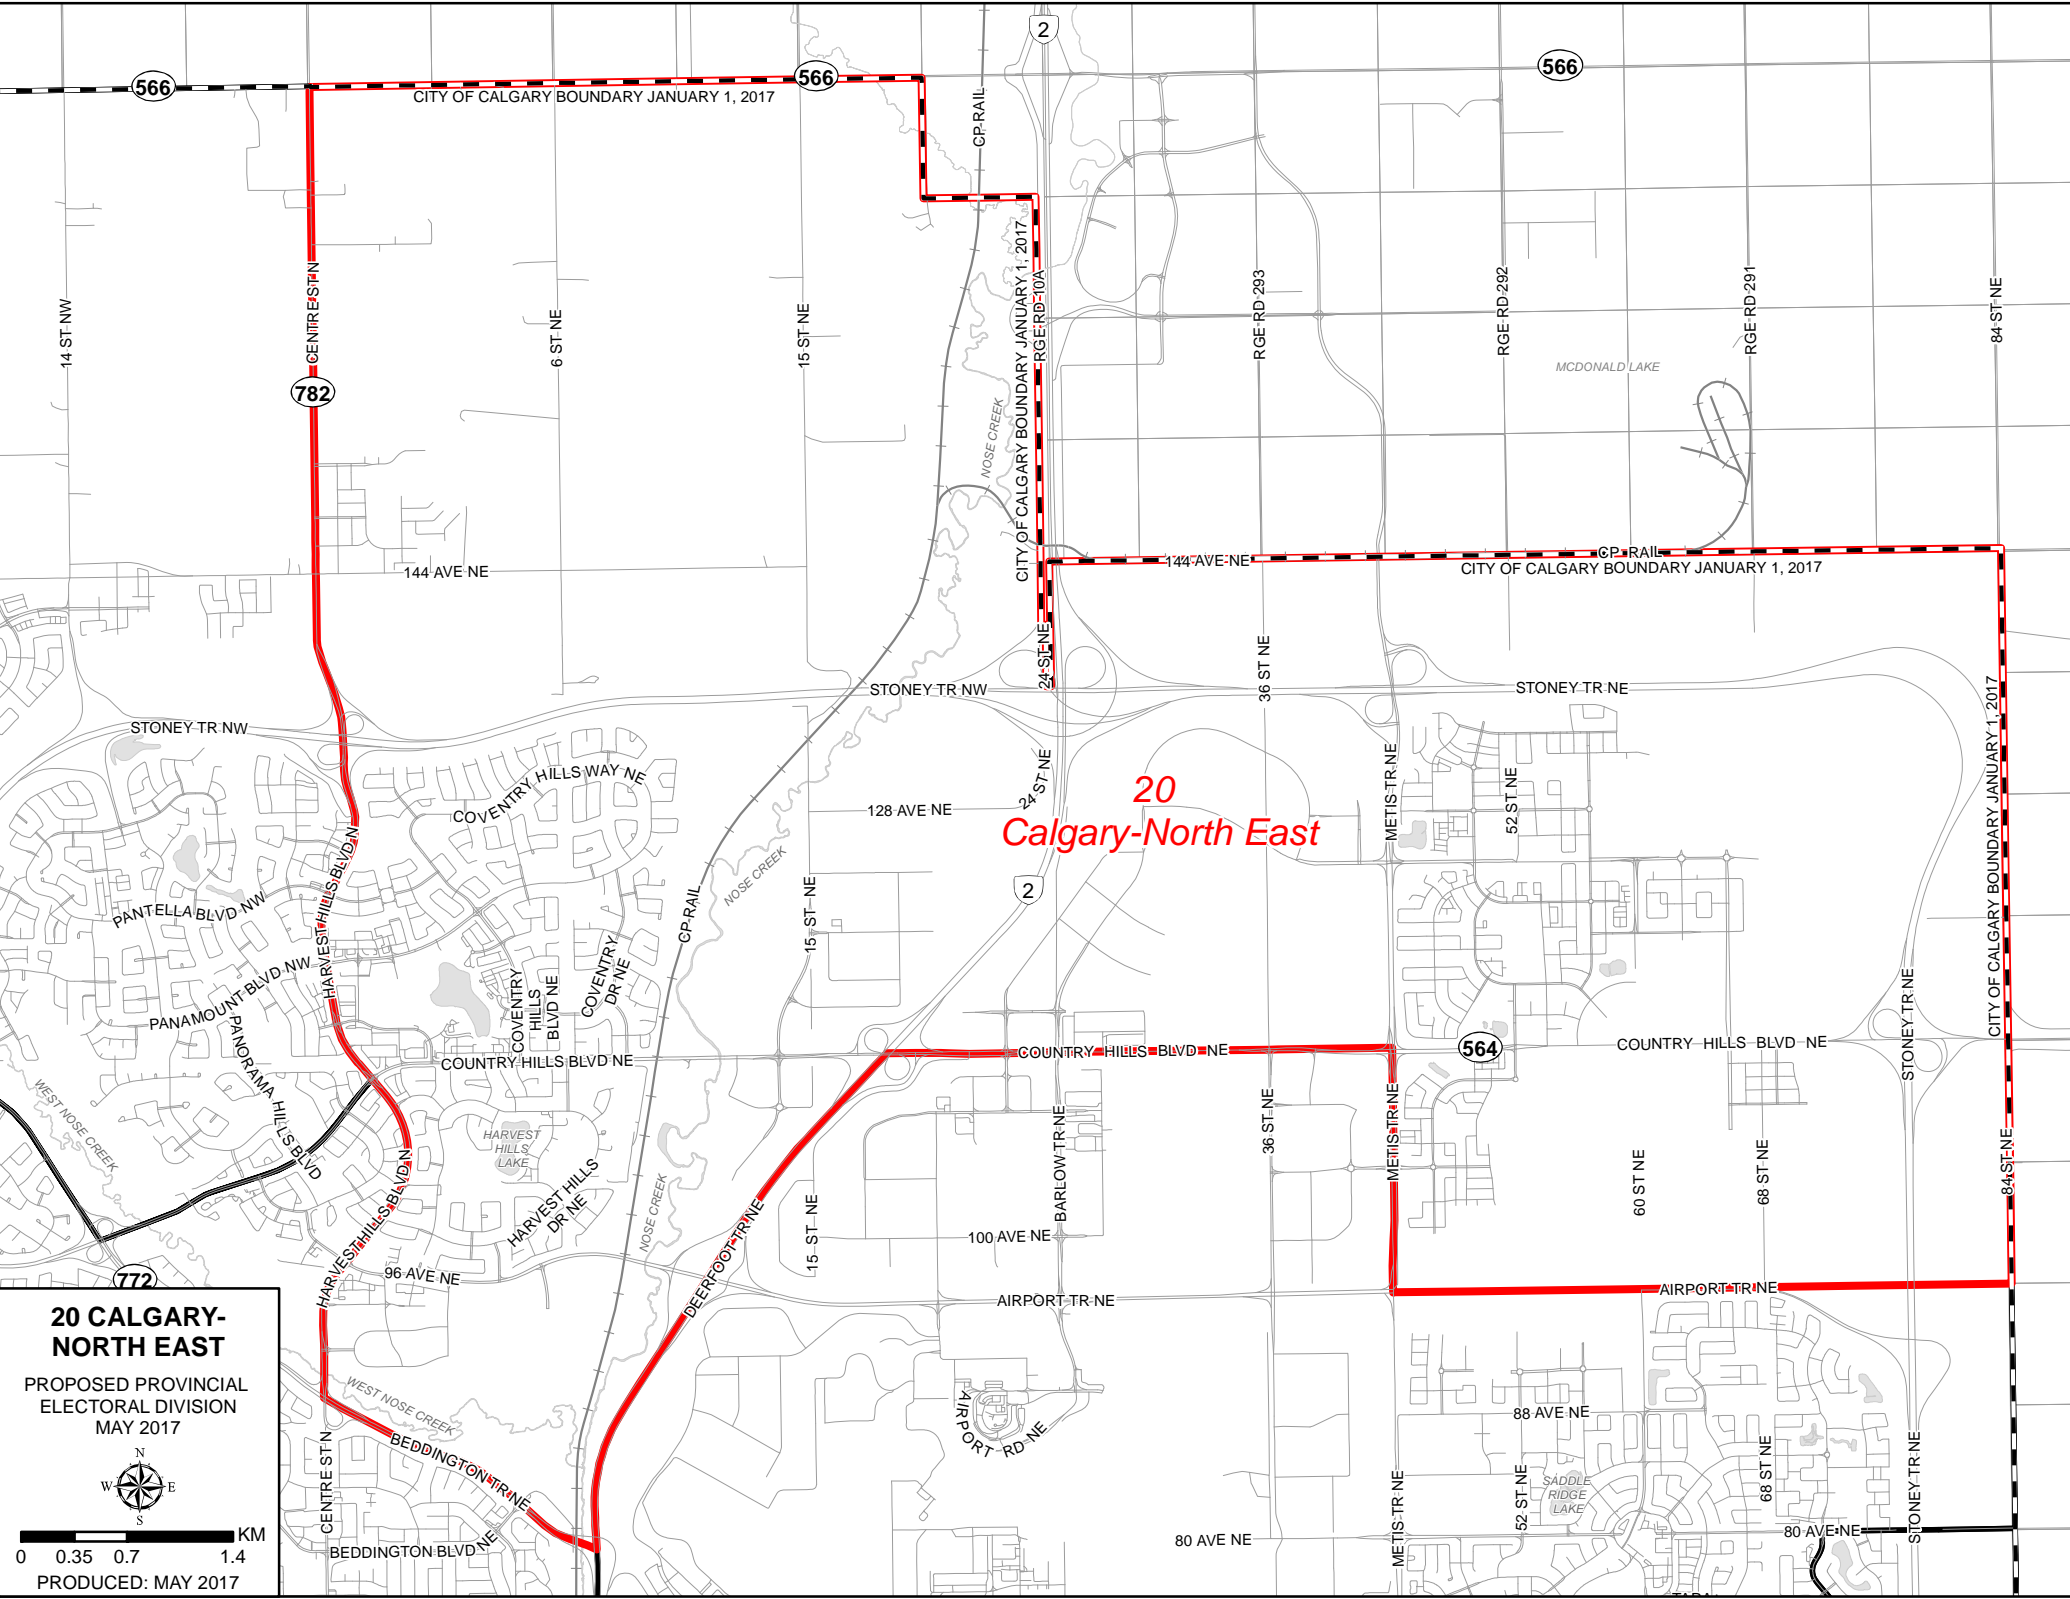 2
566
566
566
CITY OF CALGARY BOUNDARY JANUARY 1, 2017
CP RAIL
14 ST NW
CENTRE ST N
782
6 ST NE
15 ST NE
CITY OF CALGARY BOUNDARY JANUARY 1, 2017
RGE RD 10A
RGE RD 293
RGE RD 292
RGE RD 291
84 ST NE
MCDONALD LAKE
NOSE CREEK
144 AVE NE
144 AVE NE
CP RAIL
CITY OF CALGARY BOUNDARY JANUARY 1, 2017
24 ST NE
36 ST NE
STONEY TR NW
STONEY TR NE
STONEY TR NW
CITY OF CALGARY BOUNDARY JANUARY 1, 2017
COVENTRY HILLS WAY NE
24 ST NE
128 AVE NE
METIS TR NE
52 ST NE
20
Calgary-North East
HARVEST HILLS BLVD N
NOSE CREEK
2
PANTELLA BLVD NW
CP RAIL
15 ST NE
PANAMOUNT BLVD NW
COVENTRY
HILLS
BLVD NE
COVENTRY
DR NE
STONEY TR NE
PANORAMA HILLS BLVD
COUNTRY HILLS BLVD NE
COUNTRY HILLS BLVD NE
564
COUNTRY HILLS BLVD NE
WEST NOSE CREEK
HARVEST
HILLS
LAKE
HARVEST HILLS
DR NE
HARVEST HILLS BLVD N
NOSE CREEK
DEERFOOT TR NE
15 ST NE
BARLOW TR NE
36 ST NE
METIS TR NE
60 ST NE
68 ST NE
84 ST NE
100 AVE NE
96 AVE NE
772
AIRPORT TR NE
AIRPORT TR NE
WEST NOSE CREEK
AIRPORT RD NE
88 AVE NE
CENTRE ST N
BEDDINGTON TR NE
BEDDINGTON BLVD NE
METIS TR NE
52 ST NE
SADDLE
RIDGE
LAKE
68 ST NE
STONEY TR NE
80 AVE NE
80 AVE NE
20 CALGARY-
NORTH EAST
PROPOSED PROVINCIAL
ELECTORAL DIVISION
MAY 2017
N
W E
S
KM
0 0.35 0.7 1.4
PRODUCED: MAY 2017